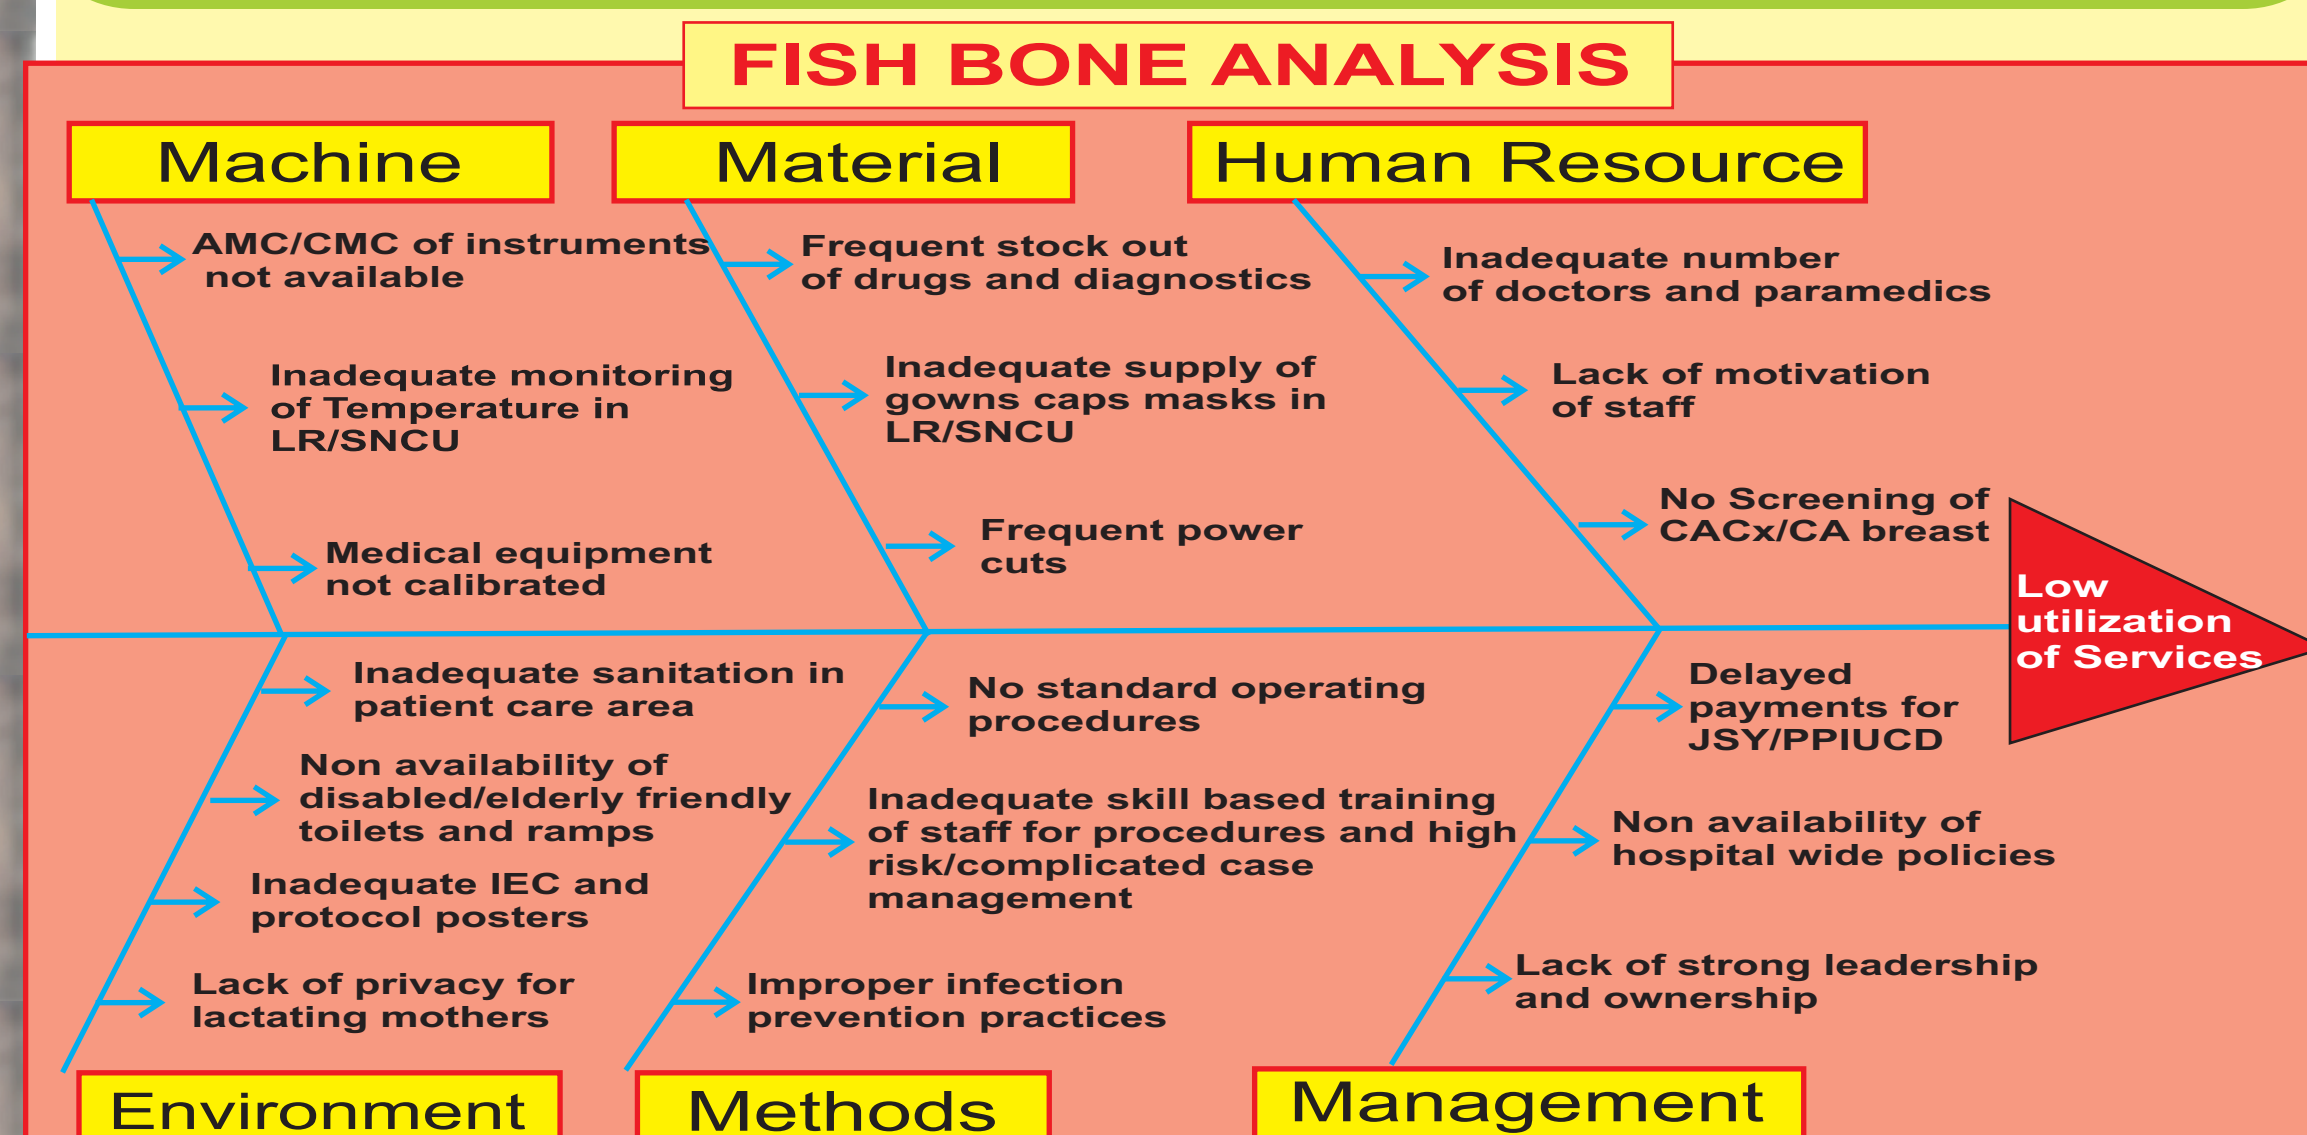 FISH BONE ANALYSIS
Machine
AMC/CMC of instruments
not available
Inadequate monitoring
of Temperature in
LR/SNCU
Medical equipment
not calibrated
Material
Frequent stock out
of drugs and diagnostics
Inadequate supply of
gowns caps masks in
LR/SNCU
Frequent power
cuts
Human Resource
Inadequate number
of doctors and paramedics
Lack of motivation
of staff
No Screening of
CACx/CA breast
Low
utilization
of Services
Inadequate sanitation in
patient care area
Non availability of
disabled/elderly friendly
toilets and ramps
Inadequate IEC and
protocol posters
Lack of privacy for
lactating mothers
Environment
No standard operating
procedures
Inadequate skill based training
of staff for procedures and high
risk/complicated case
management
Improper infection
prevention practices
Methods
Delayed
payments for
JSY/PPIUCD
Non availability of
hospital wide policies
Lack of strong leadership
and ownership
Management